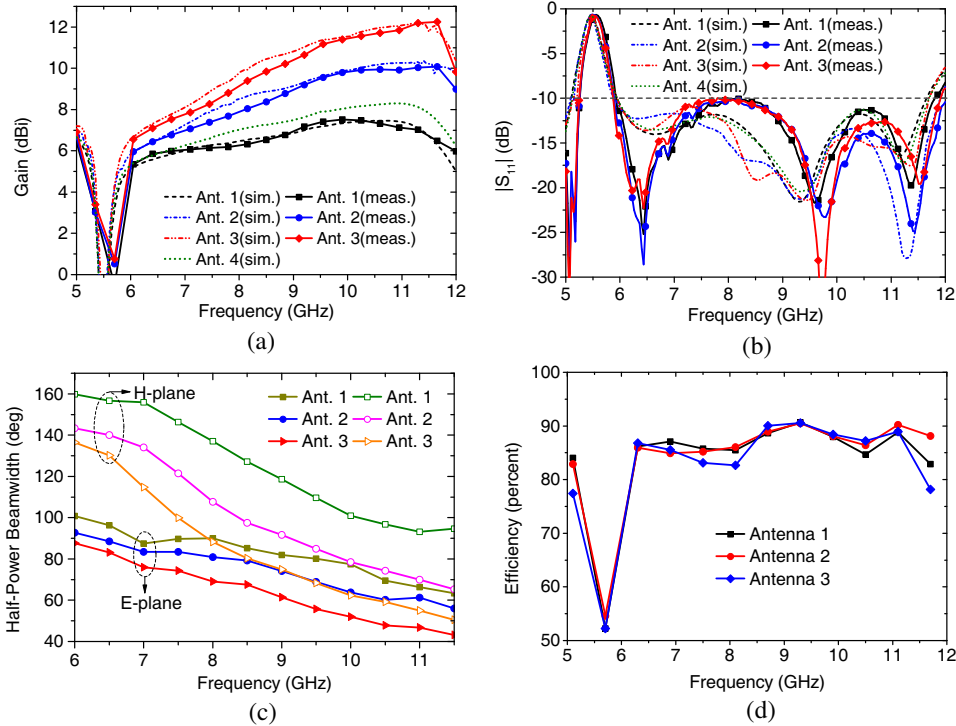 12
10
8
6
4
2
0
Gain (dBi)
Ant. 1(sim.) Ant. 1(meas.)
Ant. 2(sim.) Ant. 2(meas.)
Ant. 3(sim.) Ant. 3(meas.)
Ant. 4(sim.)
5 6 7 8 9 10 11 12
Frequency (GHz)
(a)
0
-5
-10
-15
-20
-25
-30
|S11| (dB)
Ant. 1(sim.) Ant. 1(meas.)
Ant. 2(sim.) Ant. 2(meas.)
Ant. 3(sim.) Ant. 3(meas.)
Ant. 4(sim.)
5 6 7 8 9 10 11 12
Frequency (GHz)
(b)
160
140
120
100
80
60
40
Half-Power Beamwidth (deg)
H-plane
Ant. 1 Ant. 1
Ant. 2 Ant. 2
Ant. 3 Ant. 3
E-plane
6 7 8 9 10 11
Frequency (GHz)
(c)
100
90
80
70
60
50
Efficiency (percent)
Antenna 1
Antenna 2
Antenna 3
5 6 7 8 9 10 11 12
Frequency (GHz)
(d)